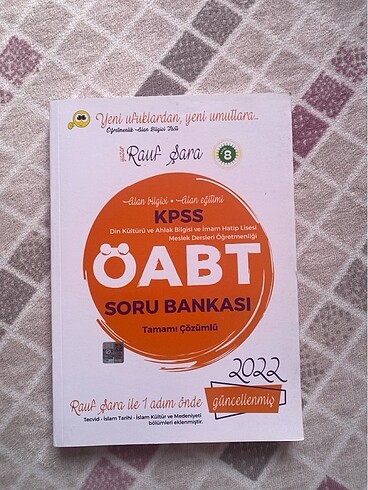 Yeni ufuklardan, yeni umutlara...
Öğretmenlik Alan Bilgisi Testi
Rauf Şara
8
Alan bilgisi • Alan eğitimi
KPSS
Din Kültürü ve Ahlak Bilgisi ve İmam Hatip Lisesi
Meslek Dersleri Öğretmenliği
ÖABT
SORU BANKASI
Tamamı Çözümlü
2022
güncellenmiş
Rauf Şara ile 1 adım önde
Tecvid - İslam Tarihi - İslam Kültür ve Medeniyeti
bölümleri eklenmiştir.